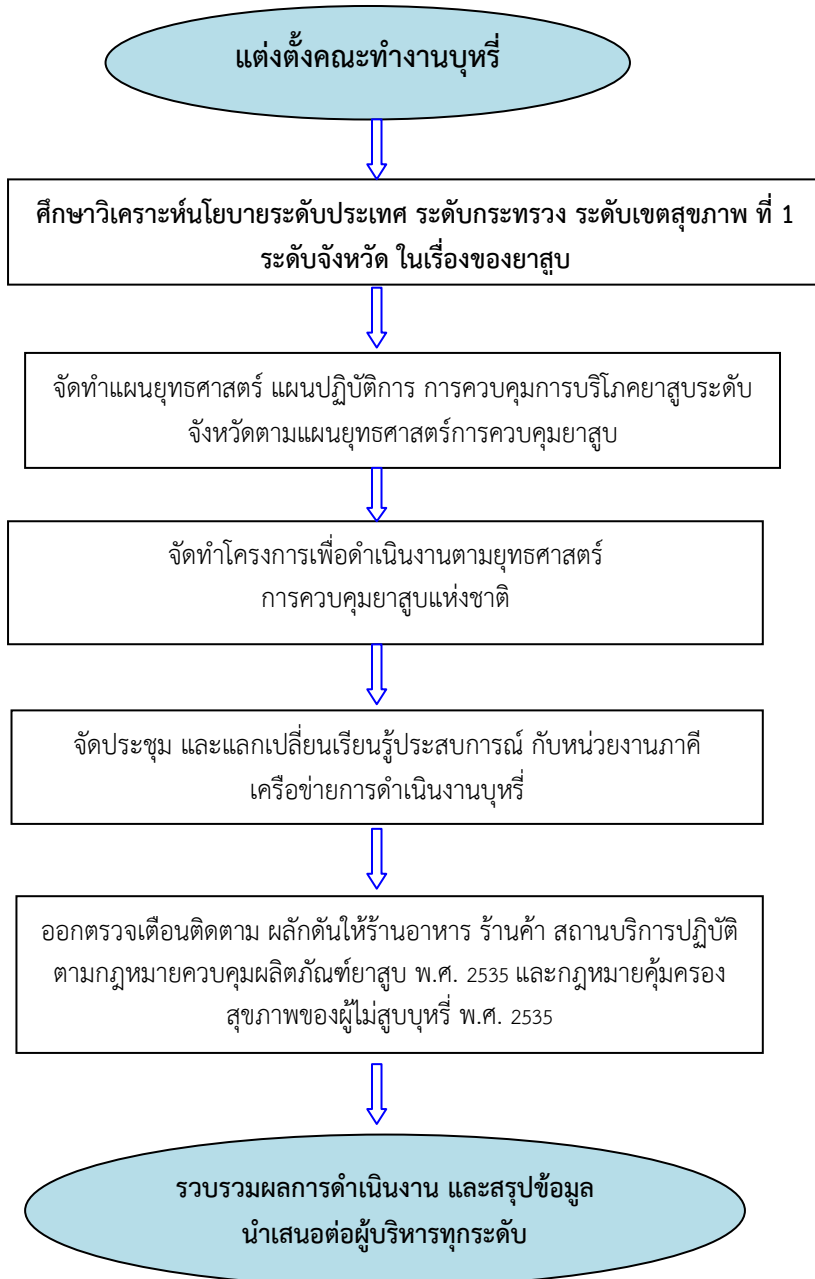 แต่งตั้งคณะทำงานบุหรี่
ศึกษาวิเคราะห์นโยบายระดับประเทศ ระดับกระทรวง ระดับเขตสุขภาพ ที่ 1
ระดับจังหวัด ในเรื่องของยาสูบ
จัดทำแผนยุทธศาสตร์ แผนปฏิบัติการ การควบคุมการบริโภคยาสูบระดับ
จังหวัดตามแผนยุทธศาสตร์การควบคุมยาสูบ
จัดทำโครงการเพื่อดำเนินงานตามยุทธศาสตร์
การควบคุมยาสูบแห่งชาติ
จัดประชุม และแลกเปลี่ยนเรียนรู้ประสบการณ์ กับหน่วยงานภาคี
เครือข่ายการดำเนินงานบุหรี่
ออกตรวจเตือนติดตาม ผลักดันให้ร้านอาหาร ร้านค้า สถานบริการปฏิบัติ
ตามกฎหมายควบคุมผลิตภัณฑ์ยาสูบ พ.ศ. 2535 และกฎหมายคุ้มครอง
สุขภาพของผู้ไม่สูบบุหรี่ พ.ศ. 2535
รวบรวมผลการดำเนินงาน และสรุปข้อมูล
นำเสนอต่อผู้บริหารทุกระดับ